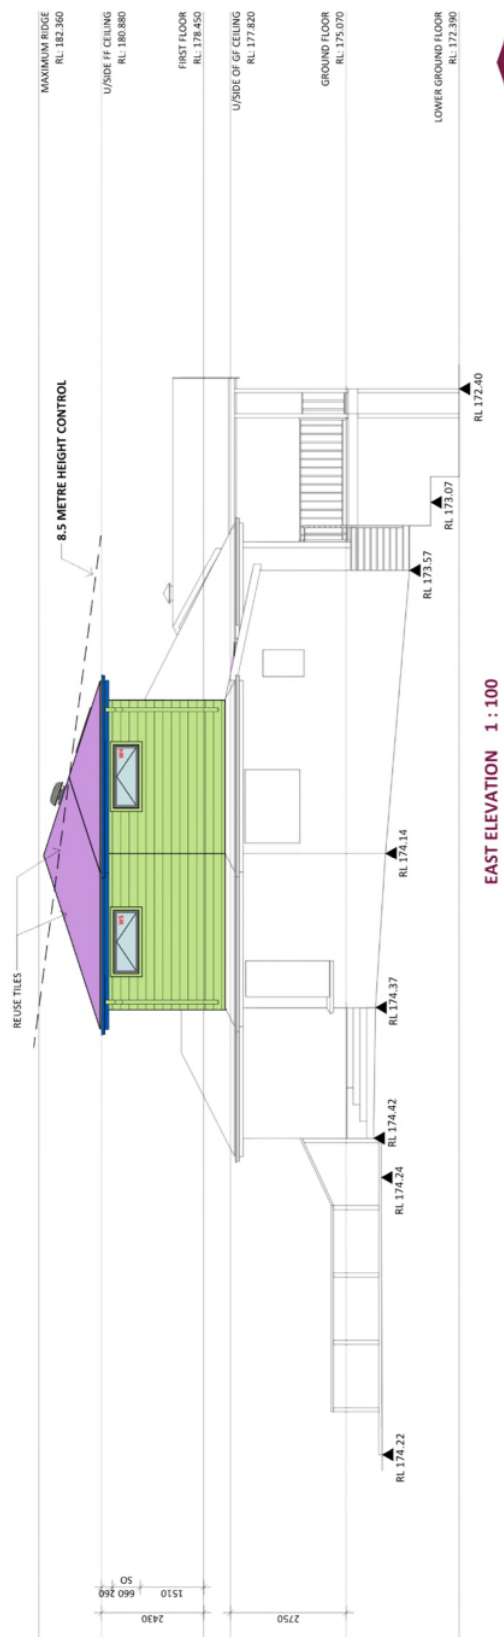 MAXIMUM RIDGE
RL: 182.360
U/SIDE FF CEILING
RL: 180.880
FIRST FLOOR
RL: 178.450
U/SIDE OF GF CEILING
RL: 177.820
GROUND FLOOR
RL: 175.070
LOWER GROUND FLOOR
RL: 172.390
8.5 METRE HEIGHT CONTROL
REUSE TILES
W5
W4
RL 172.40
RL 173.07
RL 173.57
RL 174.14
RL 174.37
RL 174.42
RL 174.24
RL 174.22
260
660
SO
1510
2430
2750
EAST ELEVATION 1 : 100